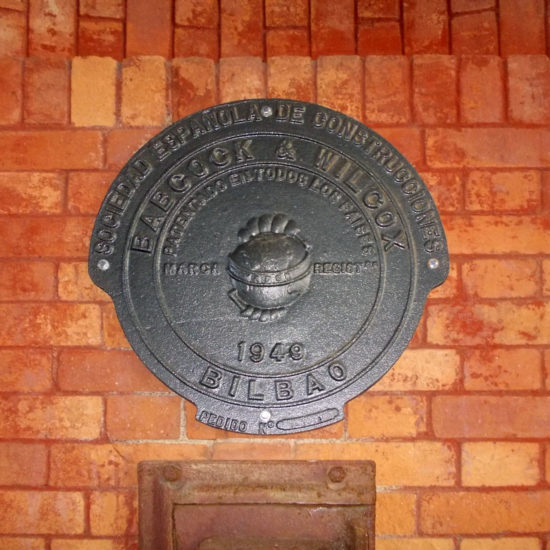 SOCIEDAD ESPAÑOLA DE CONSTRUCCIONES
BABCOCK & WILCOX
PATENTADO EN TODOS LOS PAISES
MARCA REGISTDA
1949
BILBAO
PEDIDO Nº